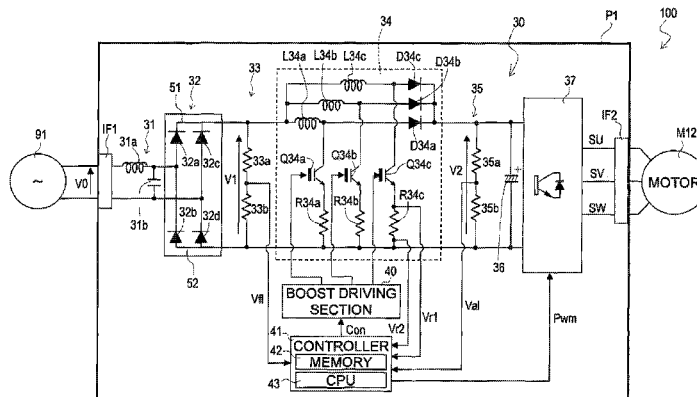 P1
100
34
30
L34c
L34b
L34a
D34c
D34b
D34a
33
35
37
32
51
IF1
31
31a
31b
32a
32c
32b
32d
52
91
~
V0
V1
33a
33b
Q34a
Q34b
Q34c
R34a
R34b
R34c
V2
35a
35b
36
+
IF2
M12
MOTOR
SU
SV
SW
40
BOOST DRIVING
SECTION
Vfl
Con
Vr2
Vr1
Val
Pwm
41
CONTROLLER
42
MEMORY
43
CPU